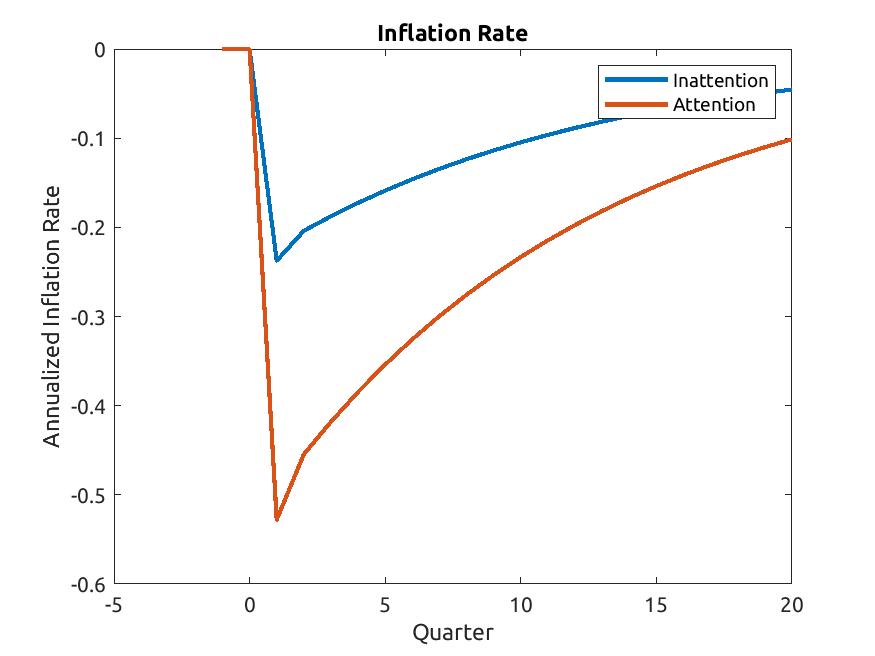 Inflation Rate
Inattention
Attention
0
-0.1
-0.2
-0.3
-0.4
-0.5
-0.6
Annualized Inflation Rate
-5
0
5
10
15
20
Quarter